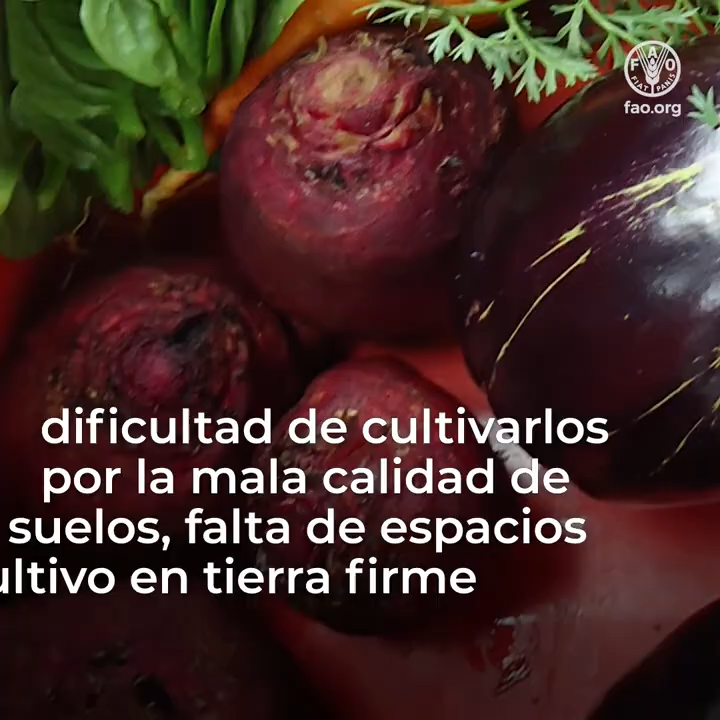 FAO
FIAT PANIS
fao.org
dificultad de cultivarlos
por la mala calidad de
suelos, falta de espacios
ultivo en tierra firme